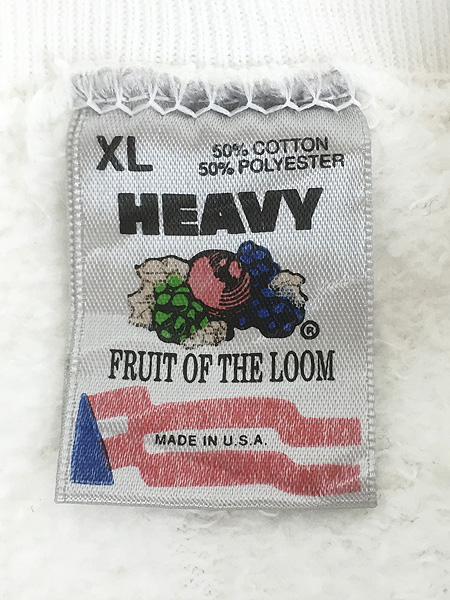 XL
50% COTTON
50% POLYESTER
HEAVY
®
FRUIT OF THE LOOM
MADE IN U.S.A.